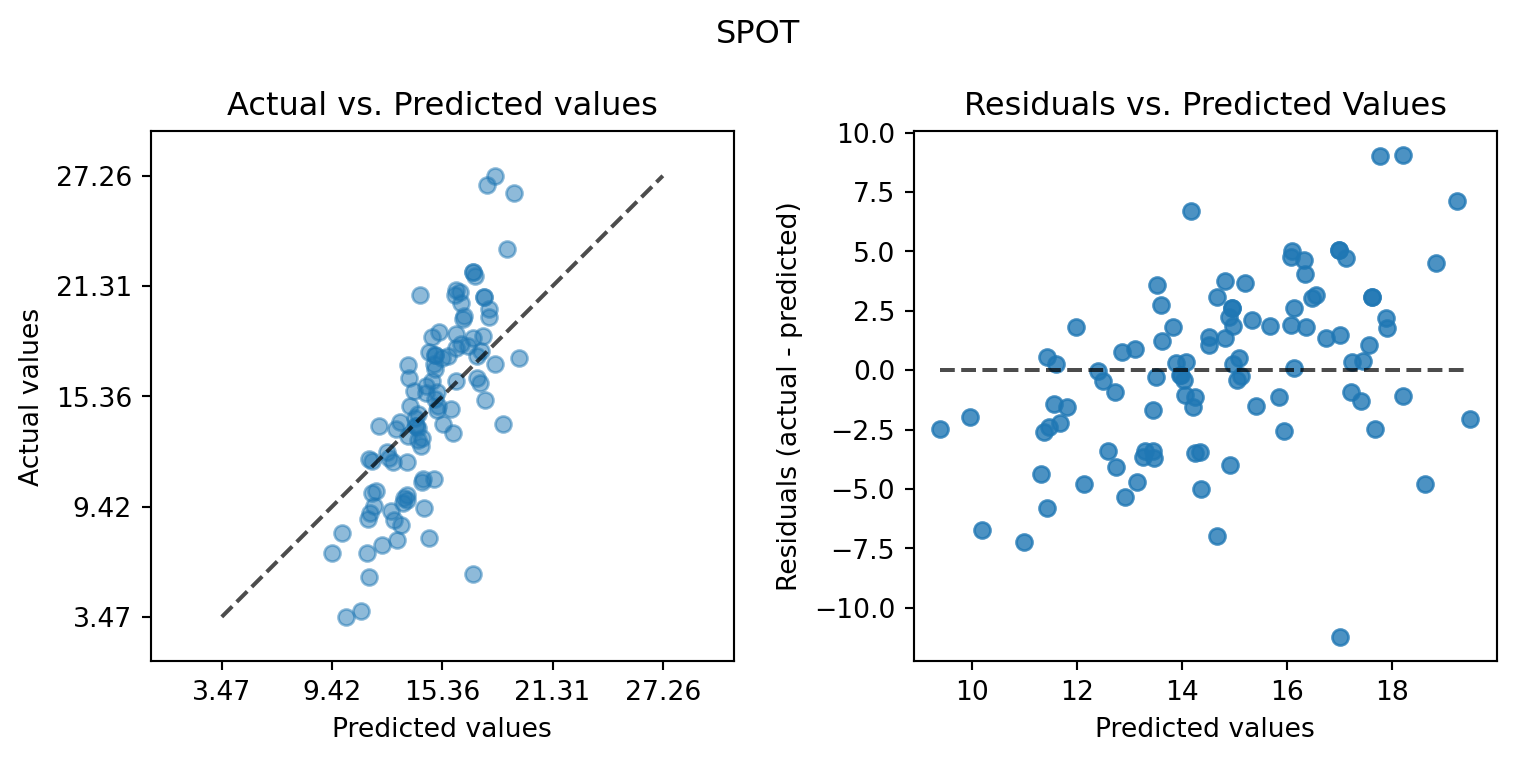 SPOT
Actual vs. Predicted values
27.26
21.31
15.36
9.42
3.47
Actual values
3.47 9.42 15.36 21.31 27.26
Predicted values
Residuals vs. Predicted Values
10.0
7.5
5.0
2.5
0.0
−2.5
−5.0
−7.5
−10.0
Residuals (actual - predicted)
10 12 14 16 18
Predicted values